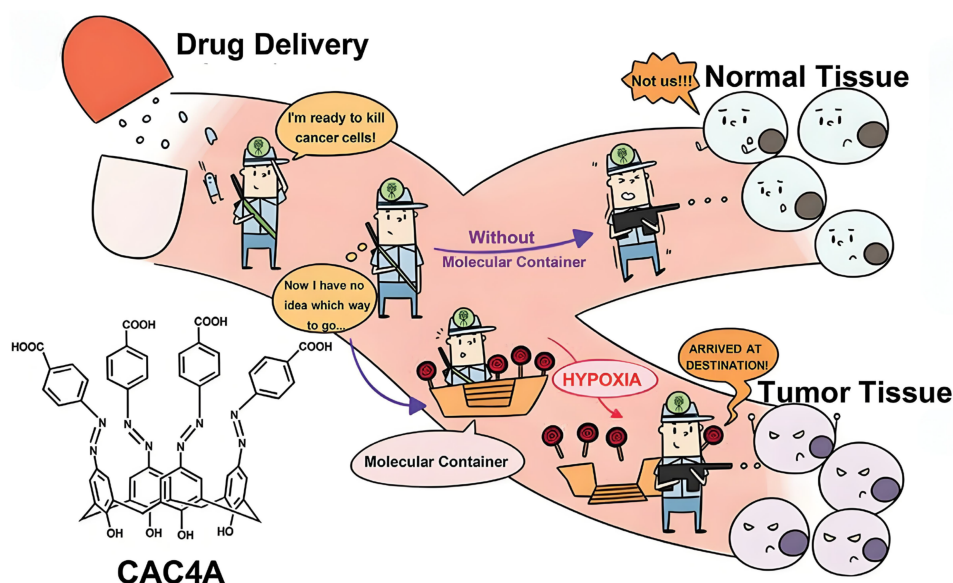 Drug Delivery
Not us!!!
Normal Tissue
I'm ready to kill
cancer cells!
Without
Molecular Container
Now I have no
idea which way
to go...
HYPOXIA
ARRIVED AT
DESTINATION!
Tumor Tissue
Molecular Container
COOH
COOH
HOOC
COOH
N
N
N
N
N
N
N
N
OH
OH
OH
HO
CAC4A